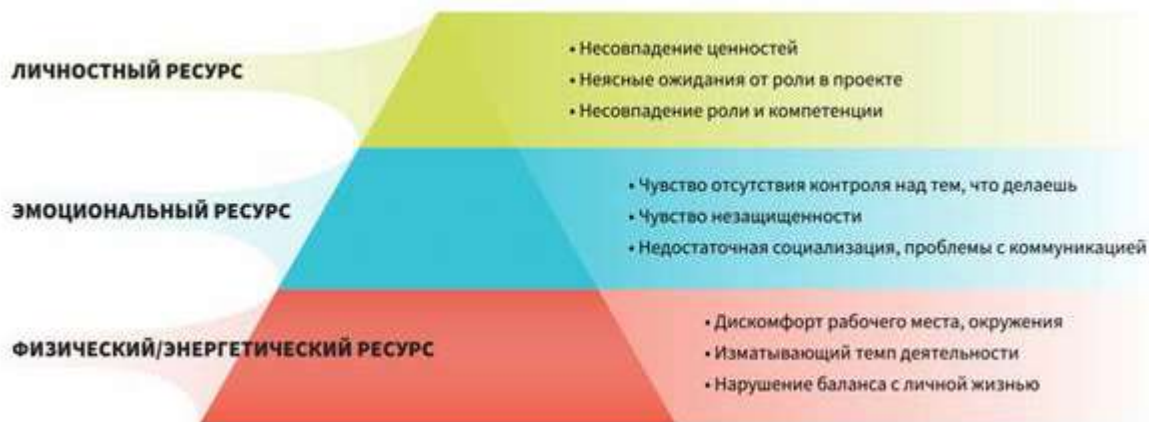 ЛИЧНОСТНЫЙ РЕСУРС
• Несовпадение ценностей
• Неясные ожидания от роли в проекте
• Несовпадение роли и компетенции
ЭМОЦИОНАЛЬНЫЙ РЕСУРС
• Чувство отсутствия контроля над тем, что делаешь
• Чувство незащищенности
• Недостаточная социализация, проблемы с коммуникацией
ФИЗИЧЕСКИЙ/ЭНЕРГЕТИЧЕСКИЙ РЕСУРС
• Дискомфорт рабочего места, окружения
• Изматывающий темп деятельности
• Нарушение баланса с личной жизнью